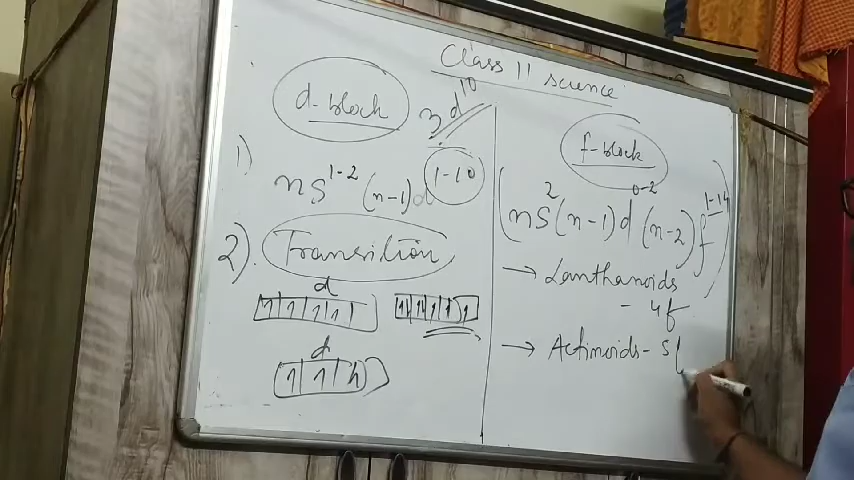 Class 11 science
d-block
3d¹⁰
1) ns¹⁻² (n-1)d¹⁻¹⁰
2). Transition
d
d
f-block
(ns² (n-1)d⁰⁻² (n-2)f¹⁻¹⁴)
→ Lanthanoids
- 4f
→ Actinoids - 5f